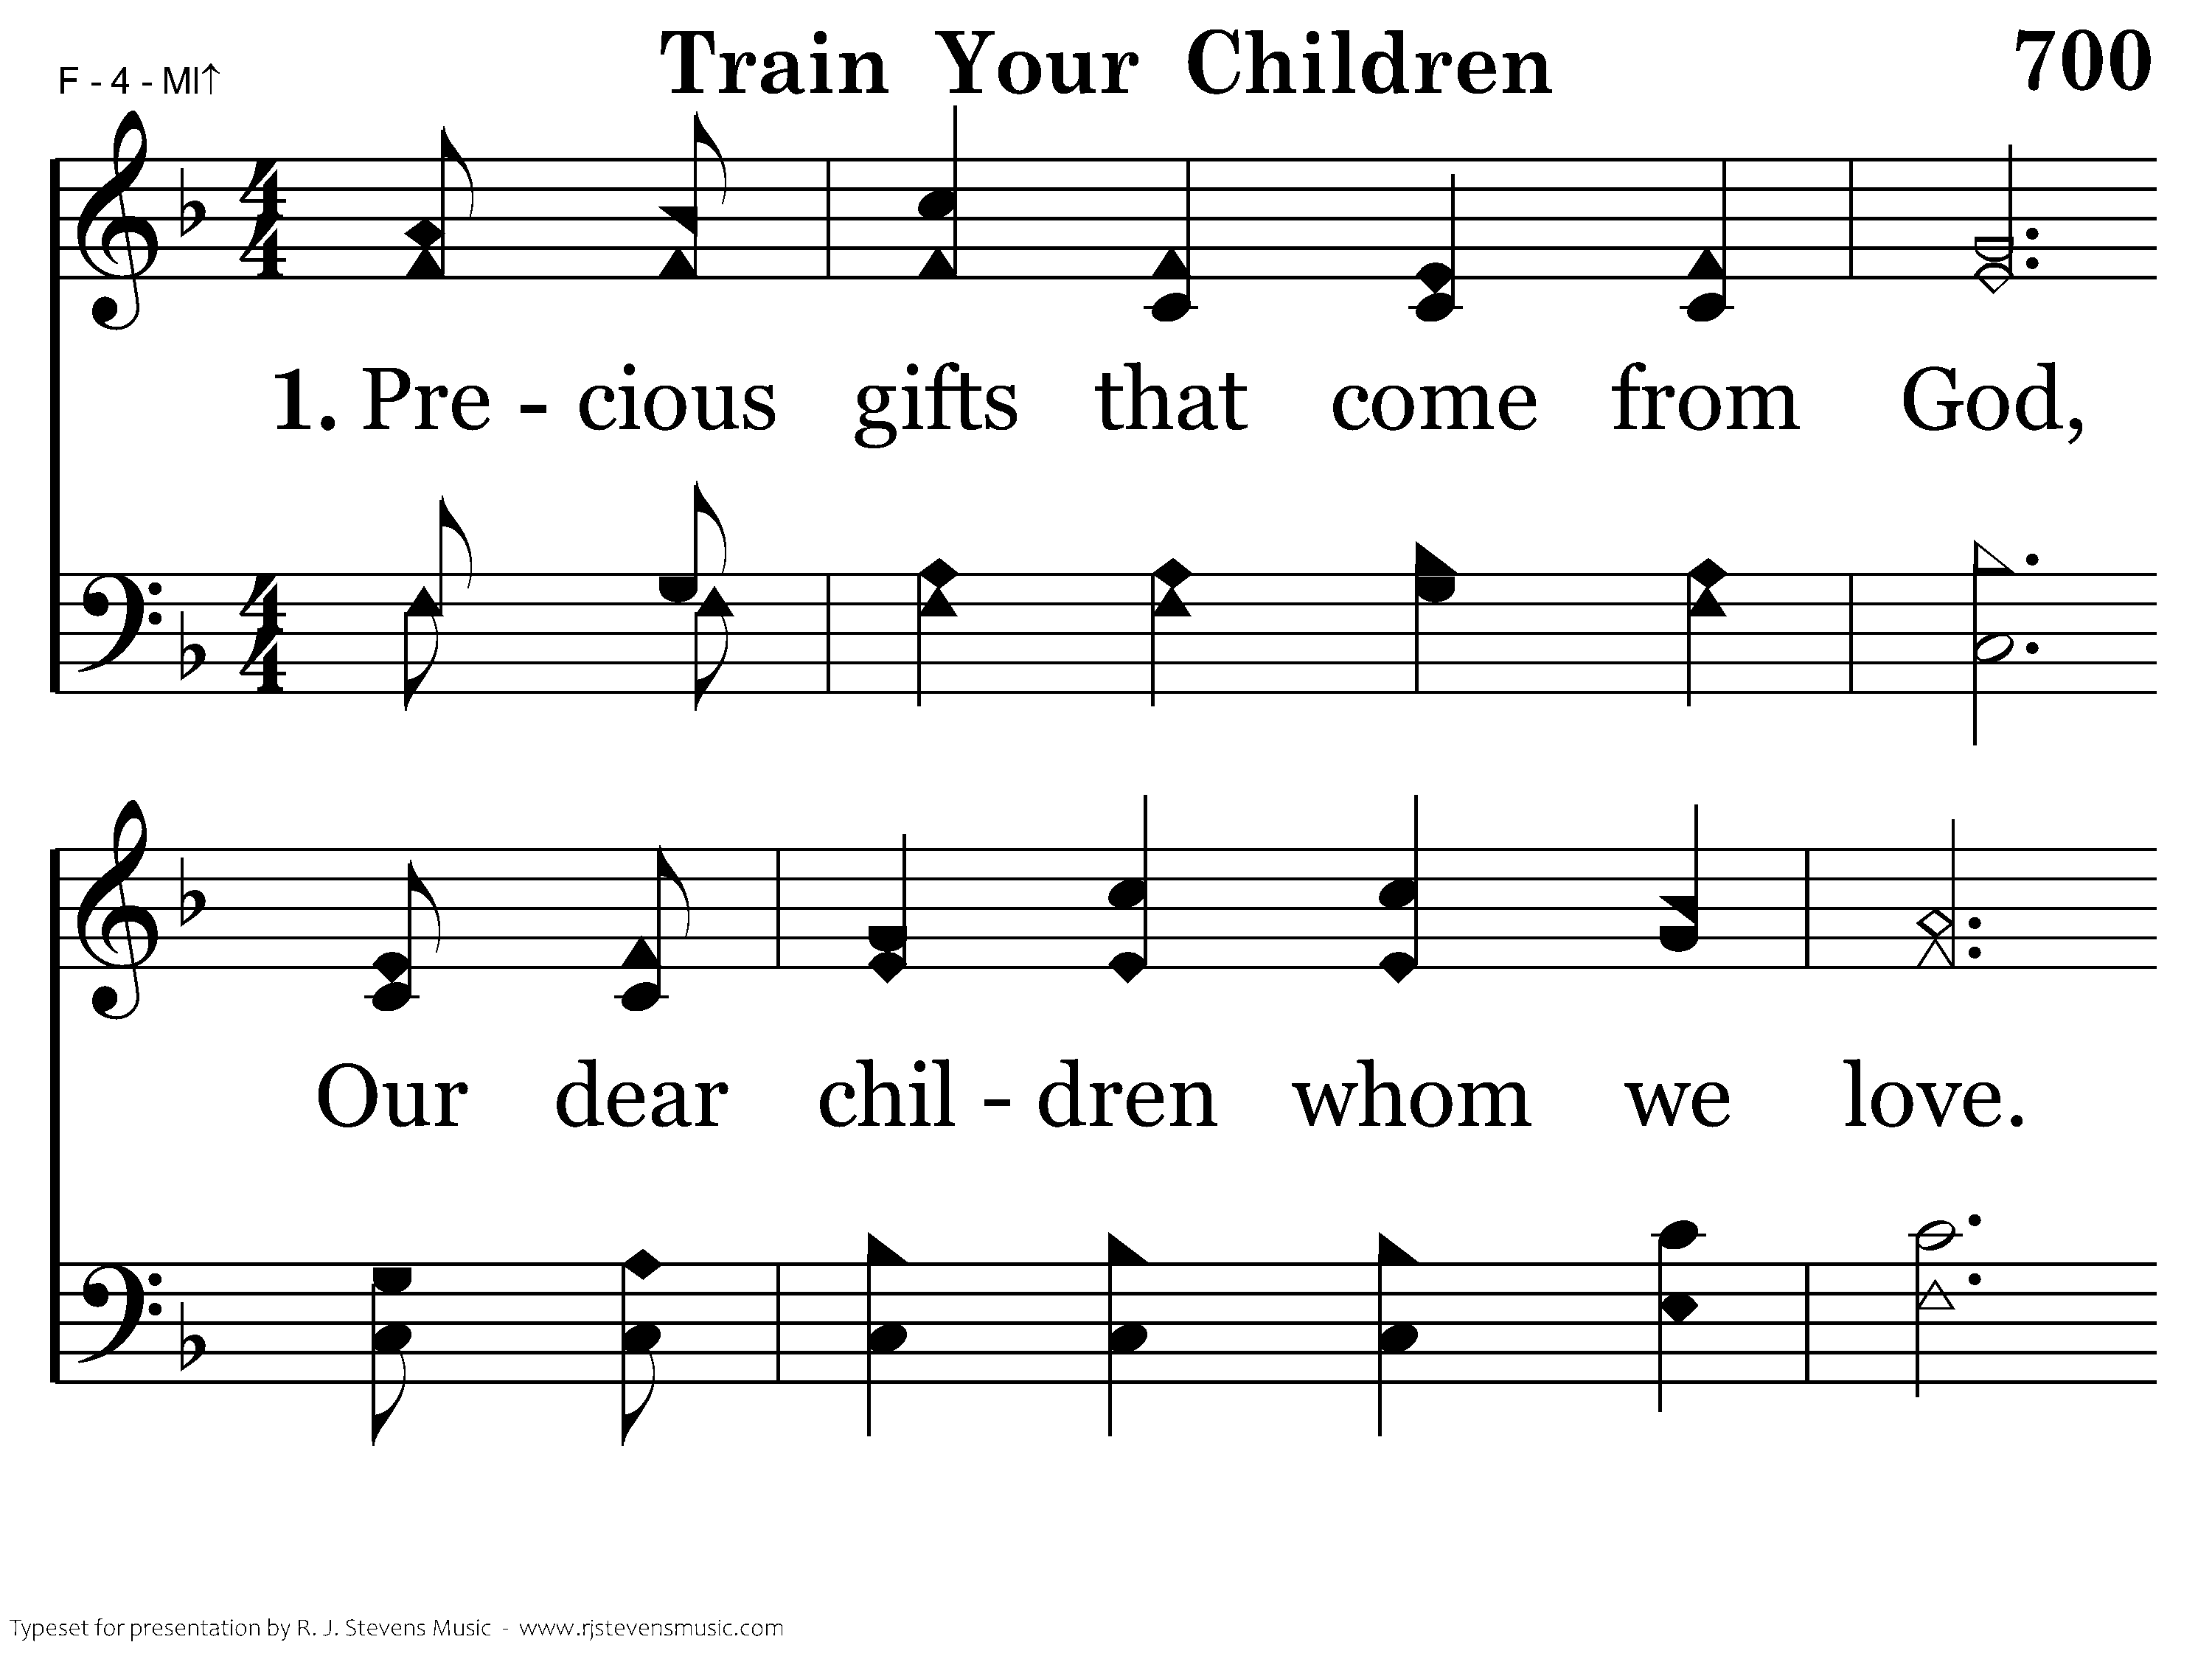 F - 4 - MI↑
Train Your Children
700
1. Pre - cious gifts that come from God,
Our dear chil - dren whom we love.
Typeset for presentation by R. J. Stevens Music - www.rjstevensmusic.com